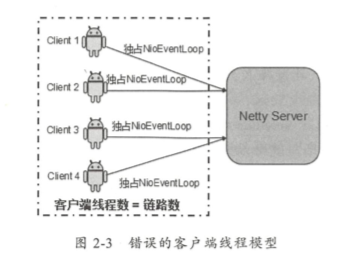 Client 1
独占NioEventLoop
Client 2
独占NioEventLoop
Netty Server
Client 3
独占NioEventLoop
Client 4
独占NioEventLoop
客户端线程数 = 链路数
图 2-3 错误的客户端线程模型